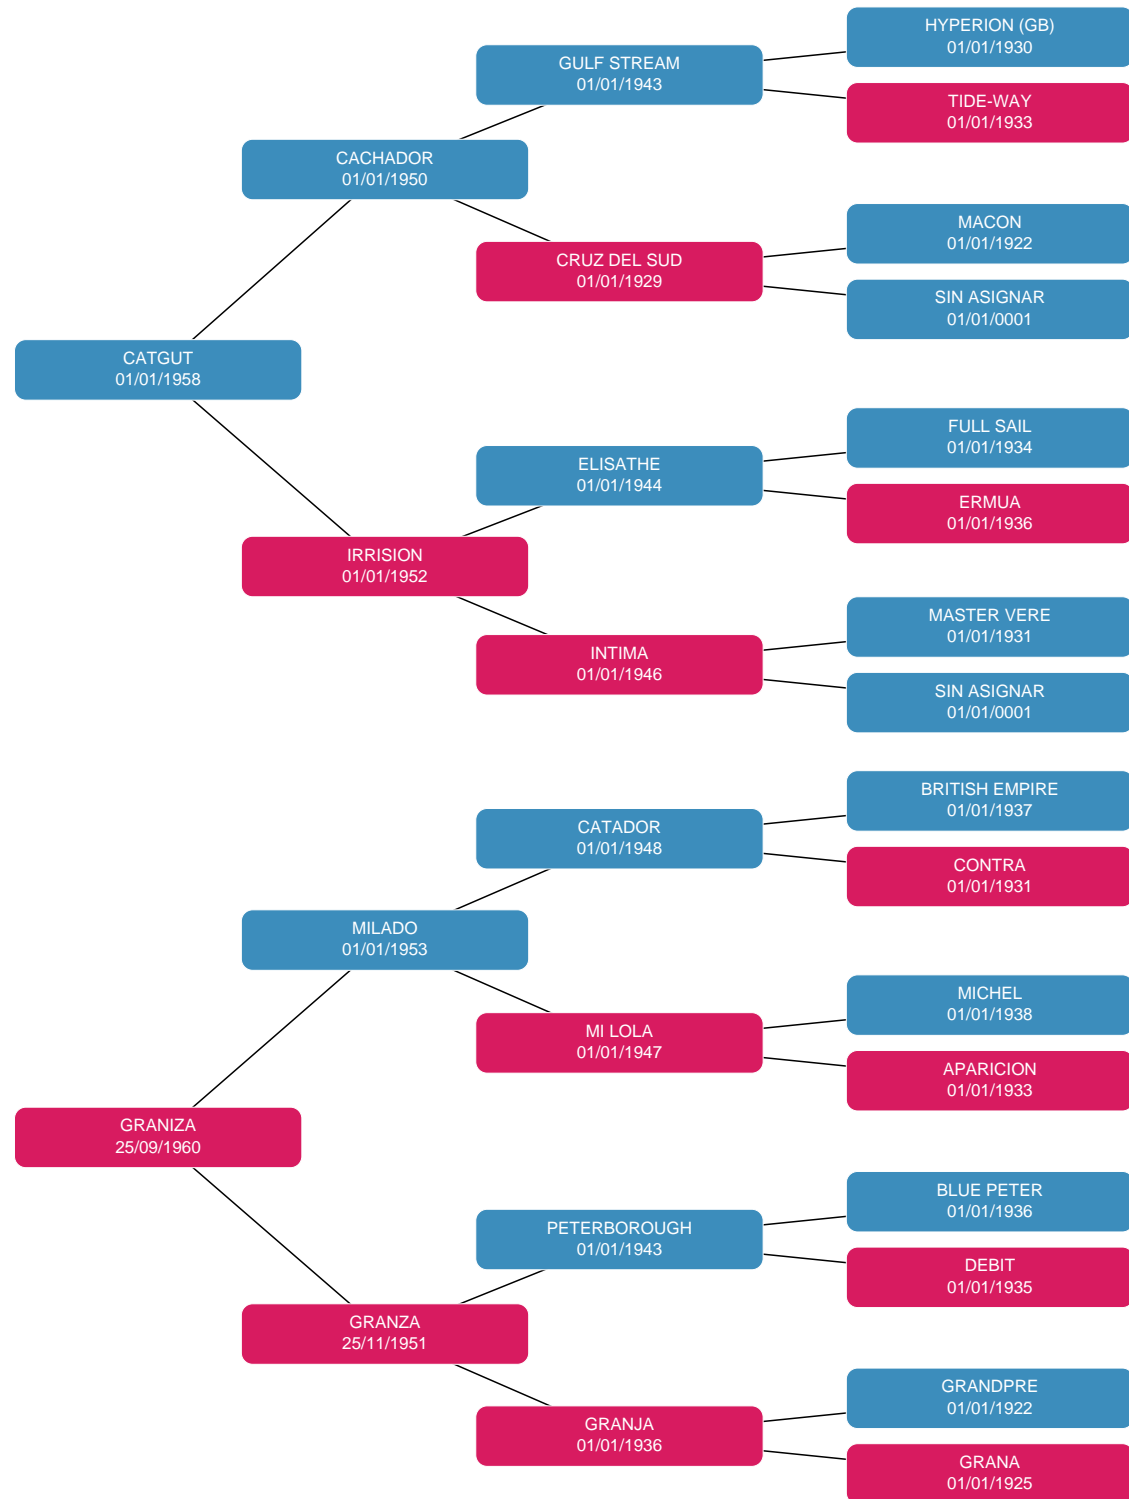 HYPERION (GB)
01/01/1930
GULF STREAM
01/01/1943
TIDE-WAY
01/01/1933
CACHADOR
01/01/1950
MACON
01/01/1922
CRUZ DEL SUD
01/01/1929
SIN ASIGNAR
01/01/0001
CATGUT
01/01/1958
FULL SAIL
01/01/1934
ELISATHE
01/01/1944
ERMUA
01/01/1936
IRRISION
01/01/1952
MASTER VERE
01/01/1931
INTIMA
01/01/1946
SIN ASIGNAR
01/01/0001
BRITISH EMPIRE
01/01/1937
CATADOR
01/01/1948
CONTRA
01/01/1931
MILADO
01/01/1953
MICHEL
01/01/1938
MI LOLA
01/01/1947
APARICION
01/01/1933
GRANIZA
25/09/1960
BLUE PETER
01/01/1936
PETERBOROUGH
01/01/1943
DEBIT
01/01/1935
GRANZA
25/11/1951
GRANDPRE
01/01/1922
GRANJA
01/01/1936
GRANA
01/01/1925